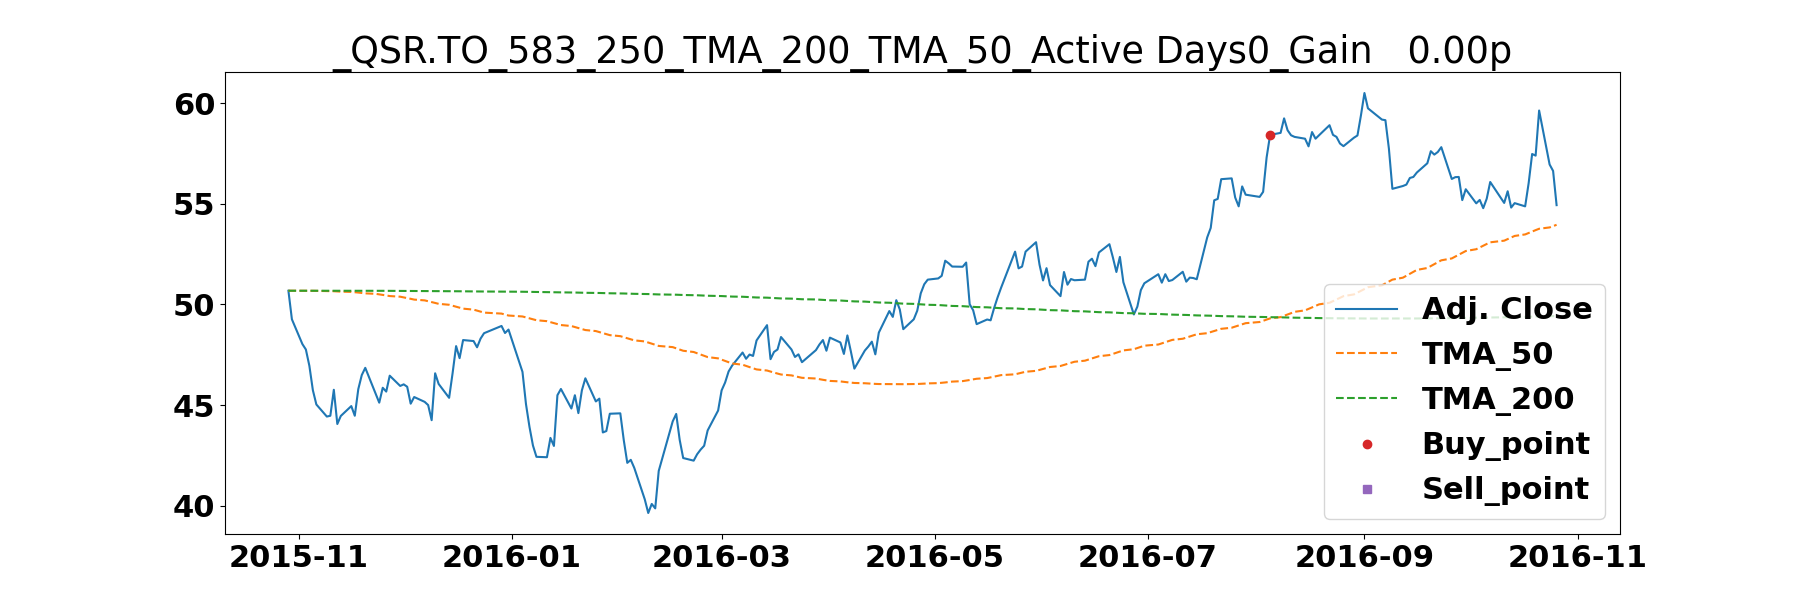 _QSR.TO_583_250_TMA_200_TMA_50_Active Days0_Gain   0.00p
60
55
50
45
40
Adj. Close
TMA_50
TMA_200
Buy_point
Sell_point
2015-11 2016-01 2016-03 2016-05 2016-07 2016-09 2016-11